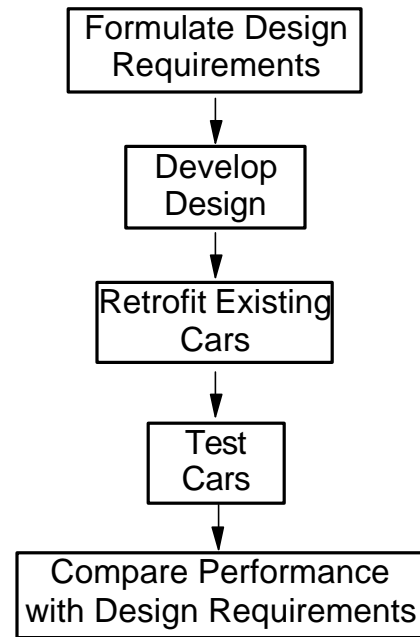 Formulate Design
Requirements
Develop
Design
Retrofit Existing
Cars
Test
Cars
Compare Performance
with Design Requirements